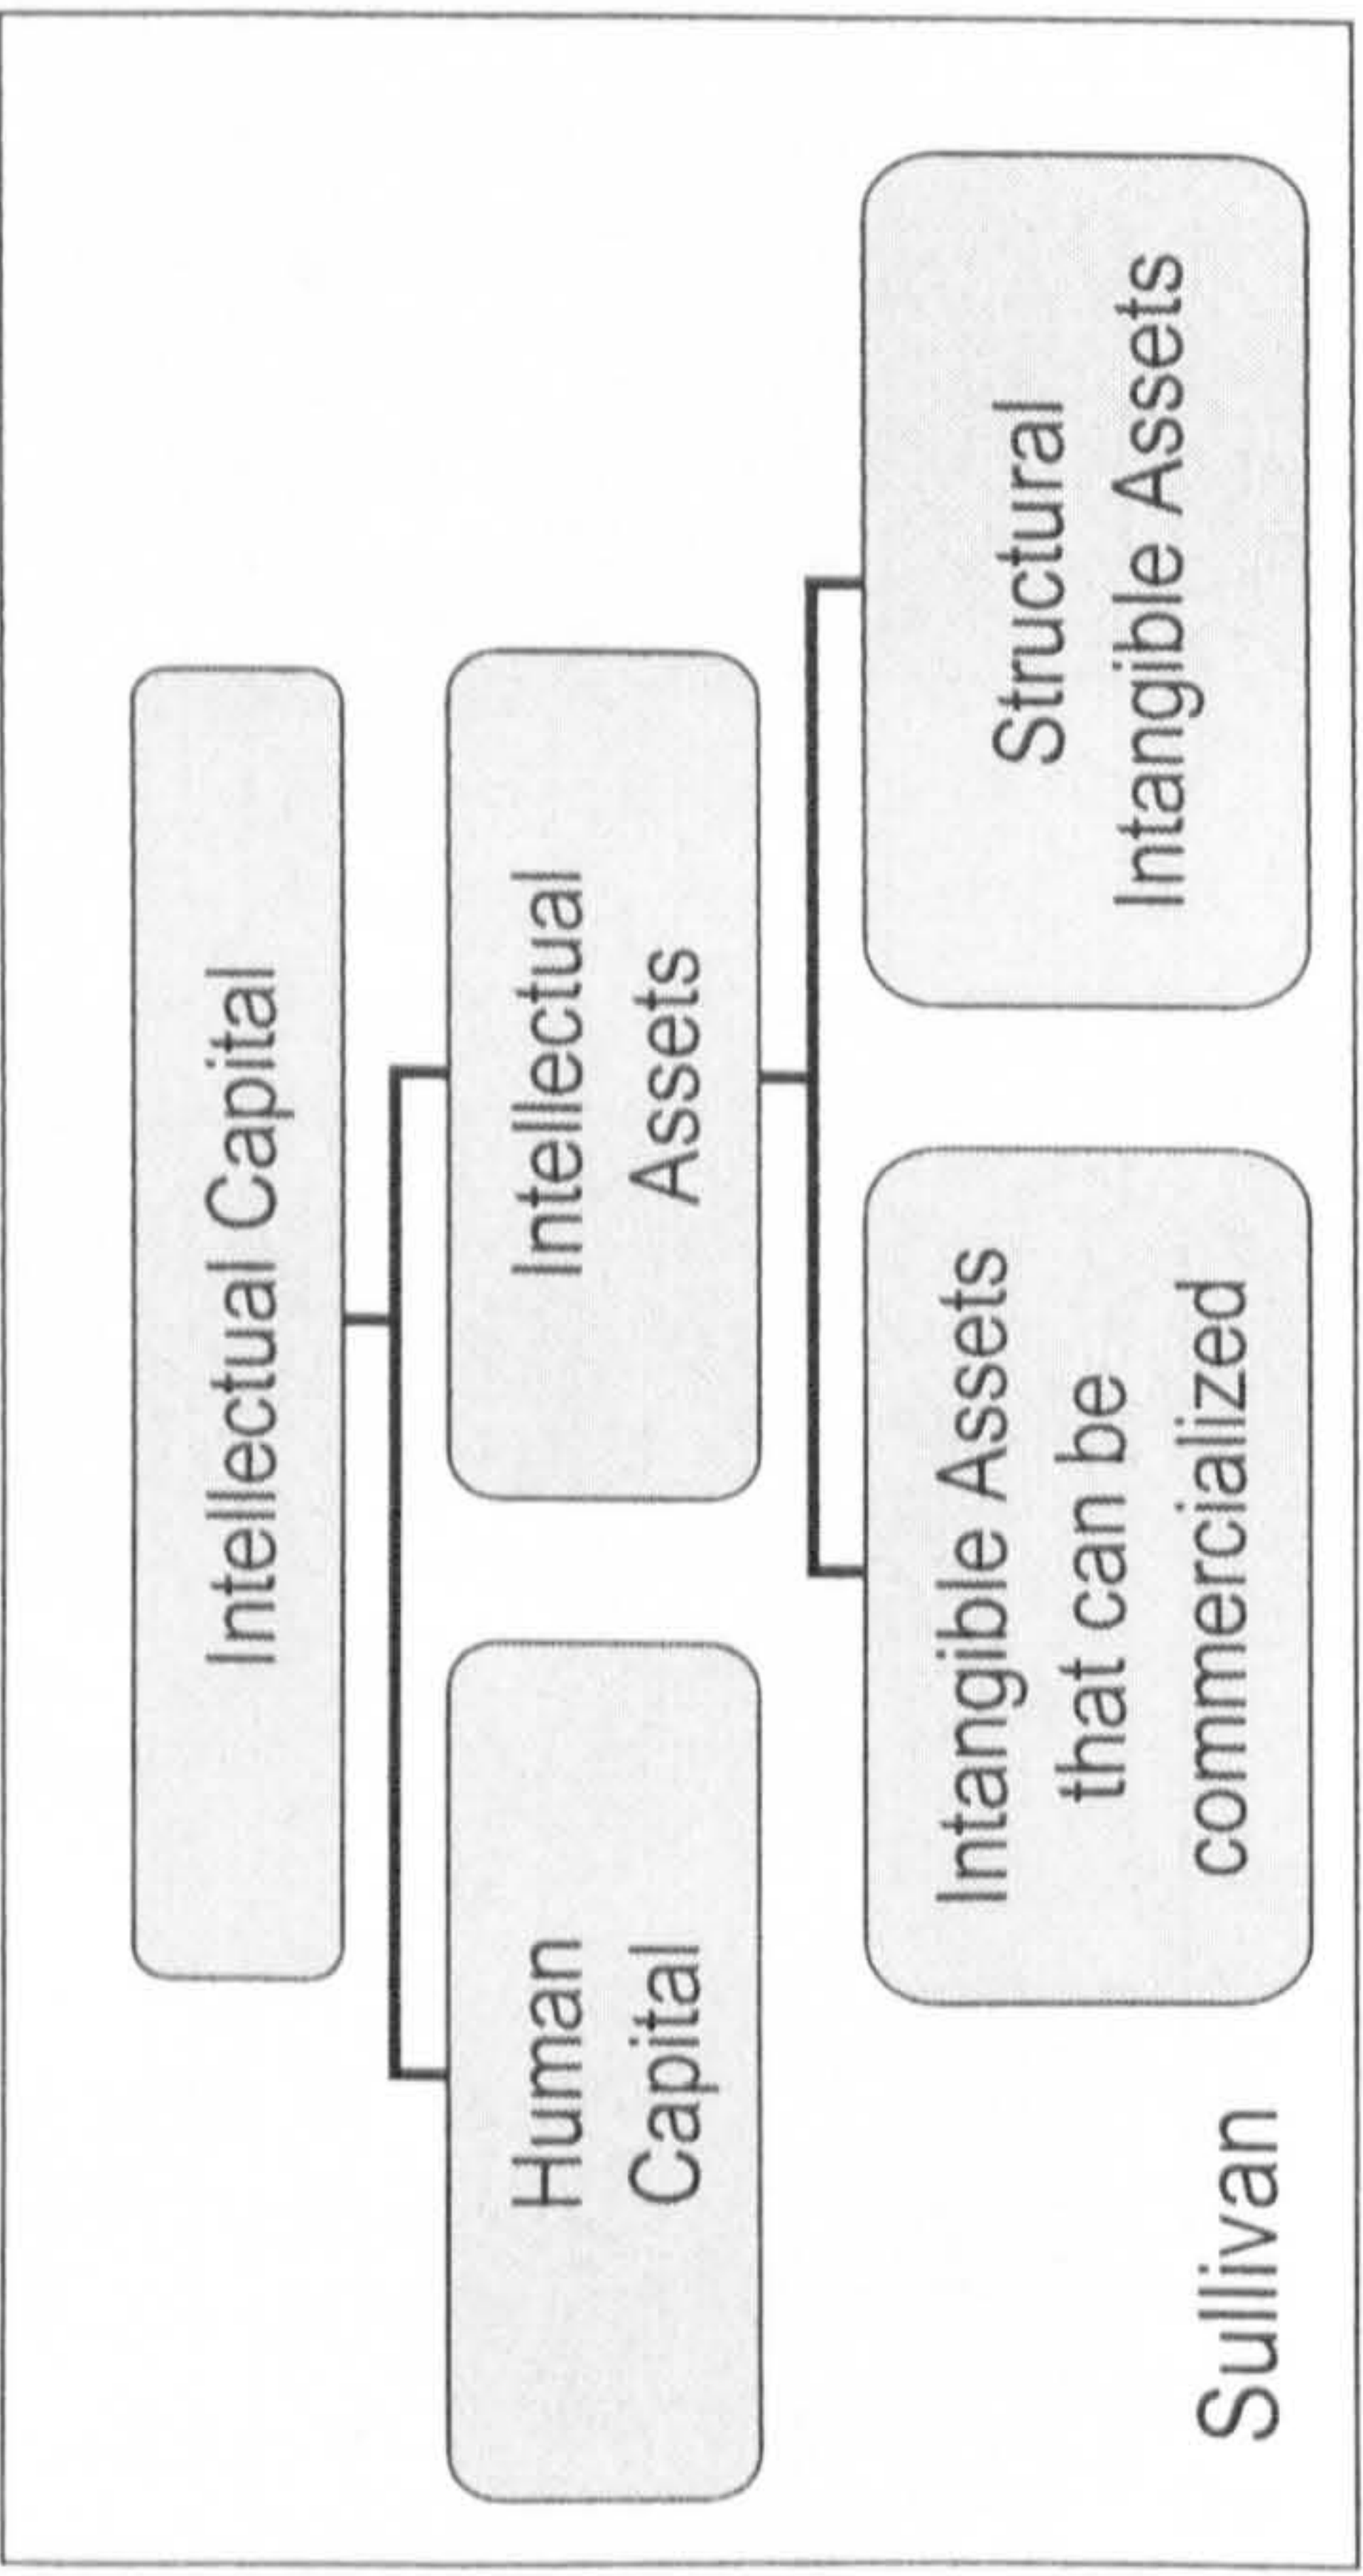 Intellectual Capital
Human
Capital
Intellectual
Assets
Intangible Assets
that can be
commercialized
Structural
Intangible Assets
Sullivan